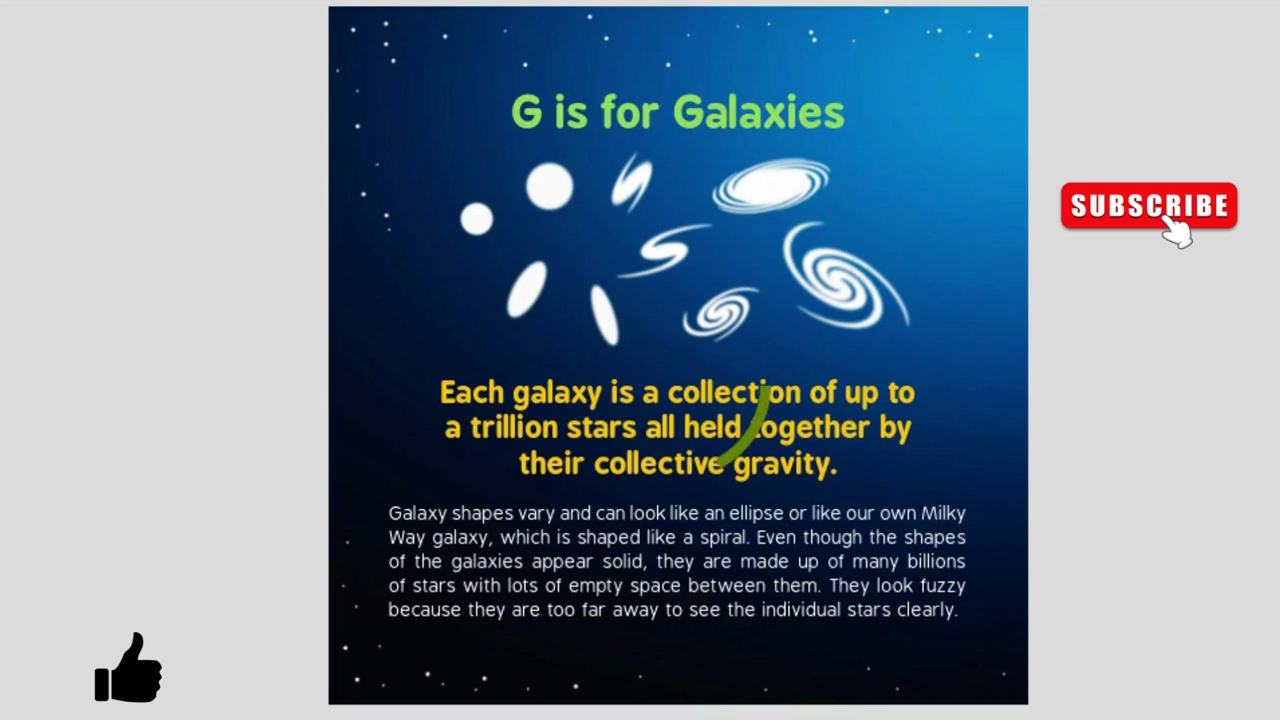 G is for Galaxies
SUBSCRIBE
Each galaxy is a collection of up to
a trillion stars all held together by
their collective gravity.
Galaxy shapes vary and can look like an ellipse or like our own Milky
Way galaxy, which is shaped like a spiral. Even though the shapes
of the galaxies appear solid, they are made up of many billions
of stars with lots of empty space between them. They look fuzzy
because they are too far away to see the individual stars clearly.